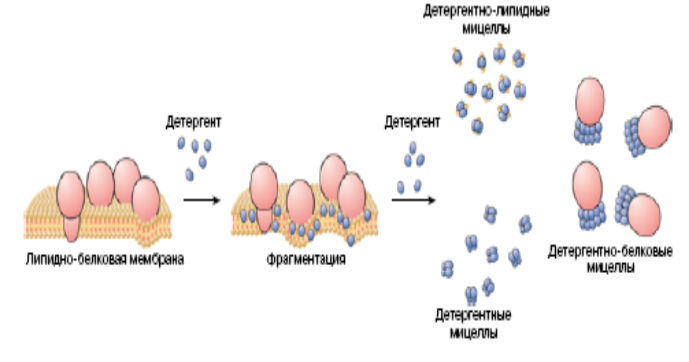 Детергентно-липидные
мицеллы
Детергент
Детергент
Липидно-белковая мембрана
Фрагментация
Детергентные
мицеллы
Детергентно-белковые
мицеллы